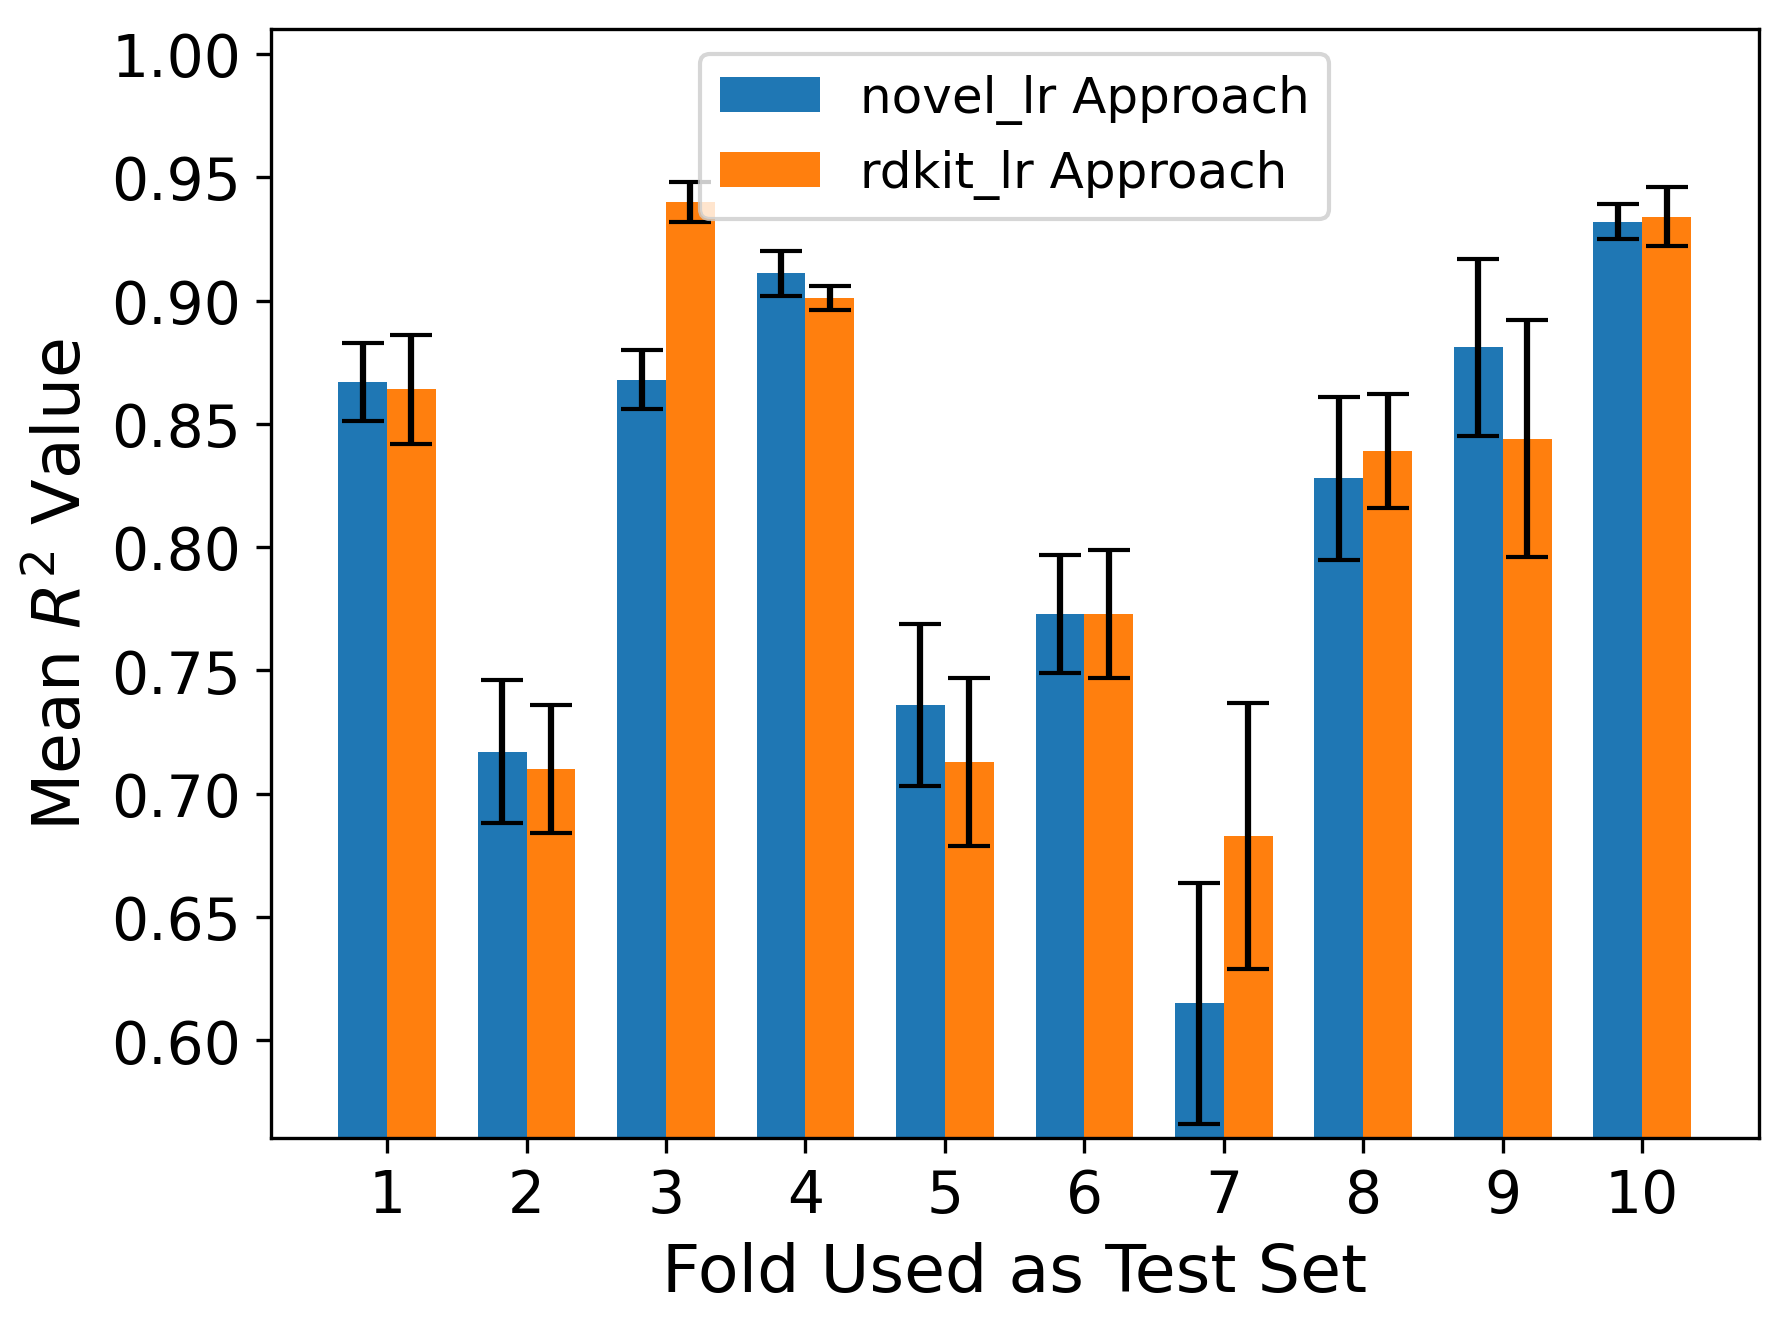 1.00
0.95
0.90
0.85
0.80
0.75
0.70
0.65
0.60
Mean R² Value
novel_lr Approach
rdkit_lr Approach
1 2 3 4 5 6 7 8 9 10
Fold Used as Test Set